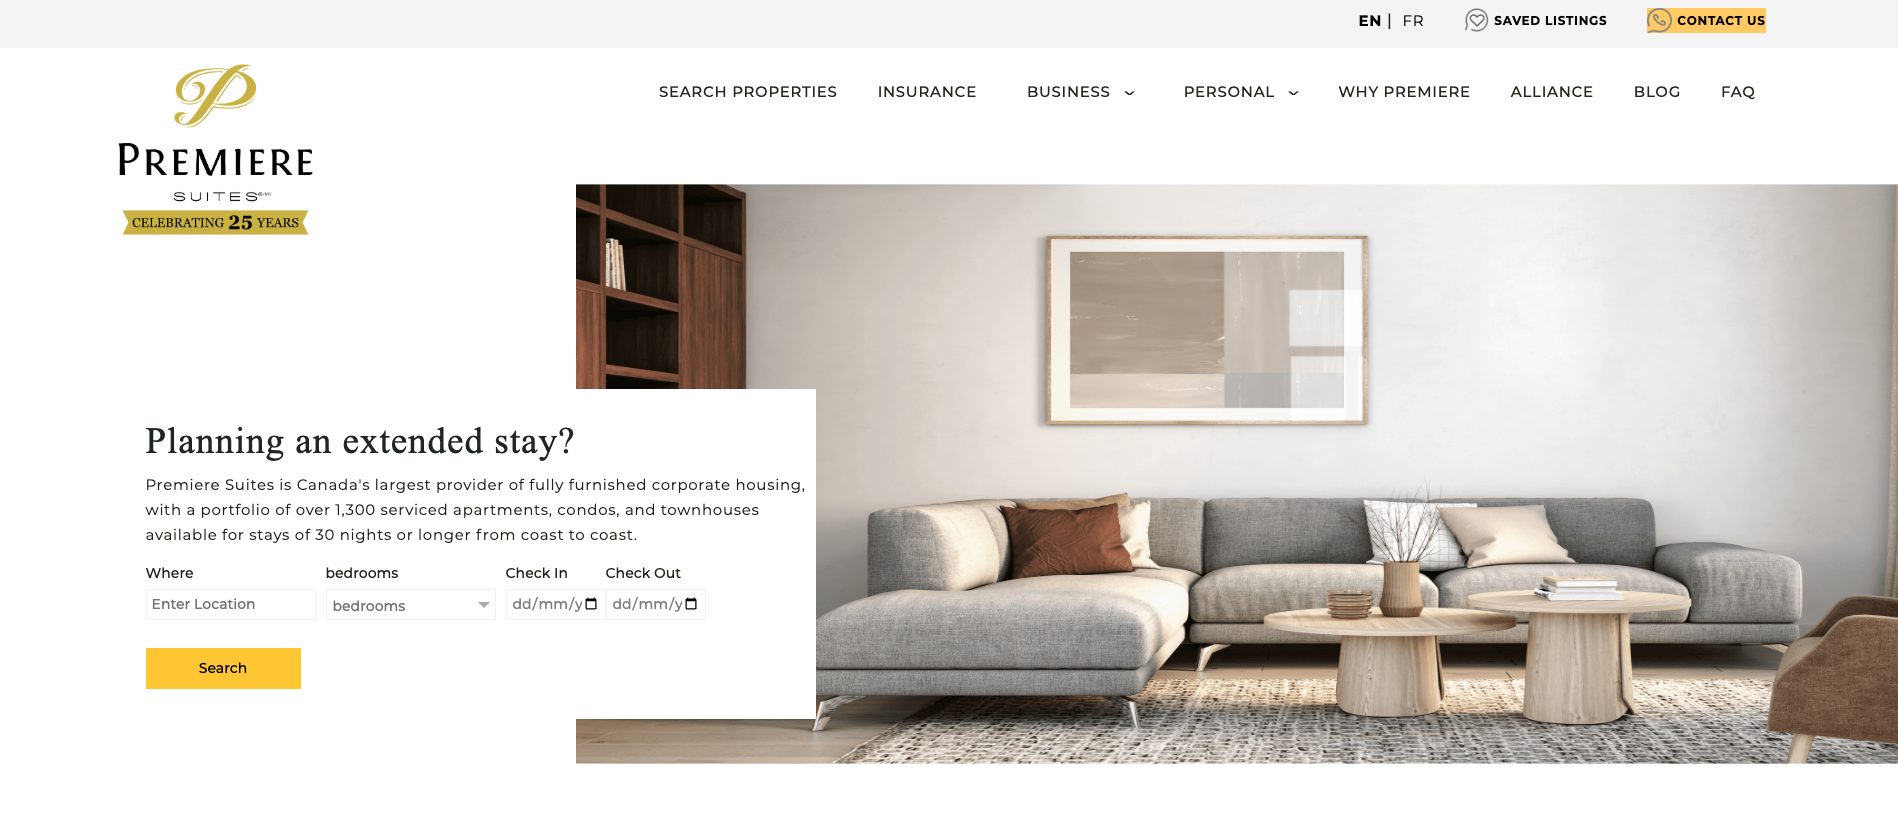 EN | FR
SAVED LISTINGS
CONTACT US
SEARCH PROPERTIES
INSURANCE
BUSINESS
PERSONAL
WHY PREMIERE
ALLIANCE
BLOG
FAQ
P
PREMIERE
SUITES
CELEBRATING 25 YEARS
Planning an extended stay?
Premiere Suites is Canada's largest provider of fully furnished corporate housing,
with a portfolio of over 1,300 serviced apartments, condos, and townhouses
available for stays of 30 nights or longer from coast to coast.
Where
bedrooms
Check In
Check Out
Enter Location
bedrooms
dd/mm/y
dd/mm/y
Search